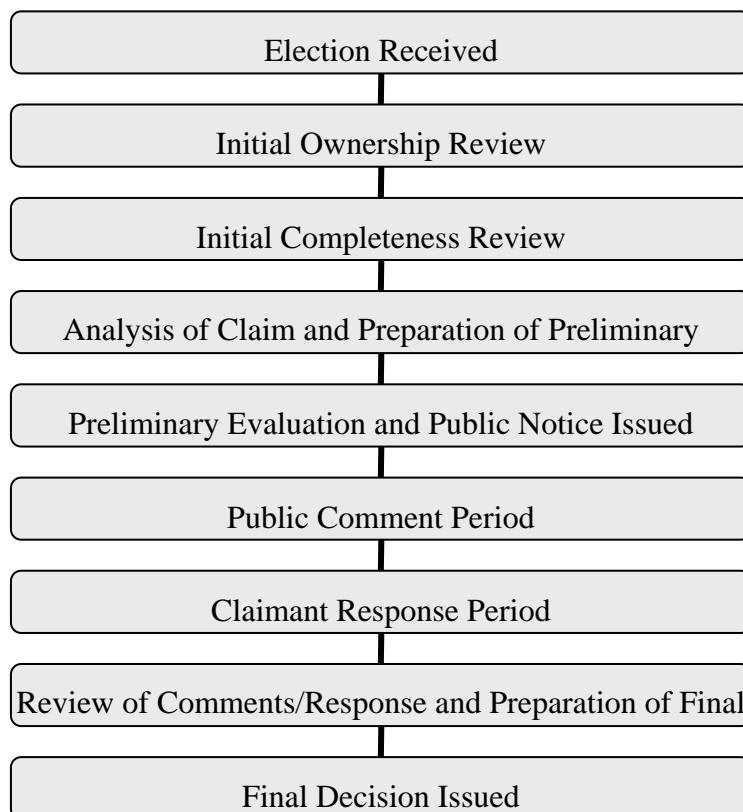 Election Received
Initial Ownership Review
Initial Completeness Review
Analysis of Claim and Preparation of Preliminary
Preliminary Evaluation and Public Notice Issued
Public Comment Period
Claimant Response Period
Review of Comments/Response and Preparation of Final
Final Decision Issued